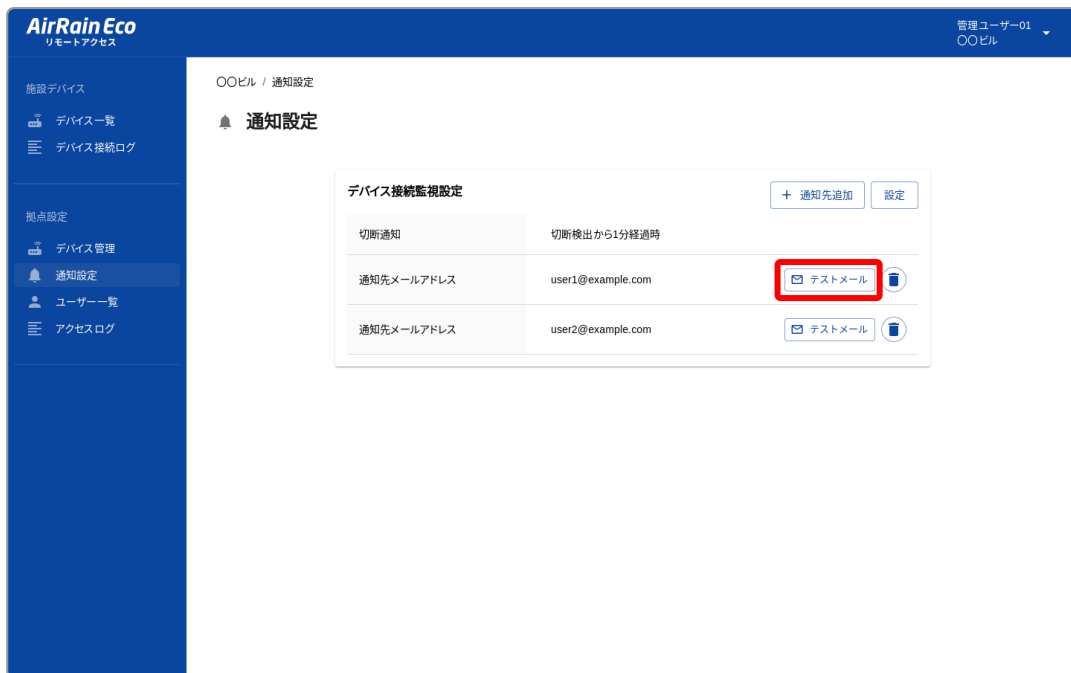 AirRain Eco
リモートアクセス
管理ユーザー01
〇〇ビル
施設デバイス
デバイス一覧
デバイス接続ログ
拠点設定
デバイス管理
通知設定
ユーザー一覧
アクセスログ
〇〇ビル / 通知設定
通知設定
デバイス接続監視設定
+ 通知先追加
設定
切断通知 切断検出から1分経過時
通知先メールアドレス user1@example.com テストメール
通知先メールアドレス user2@example.com テストメール